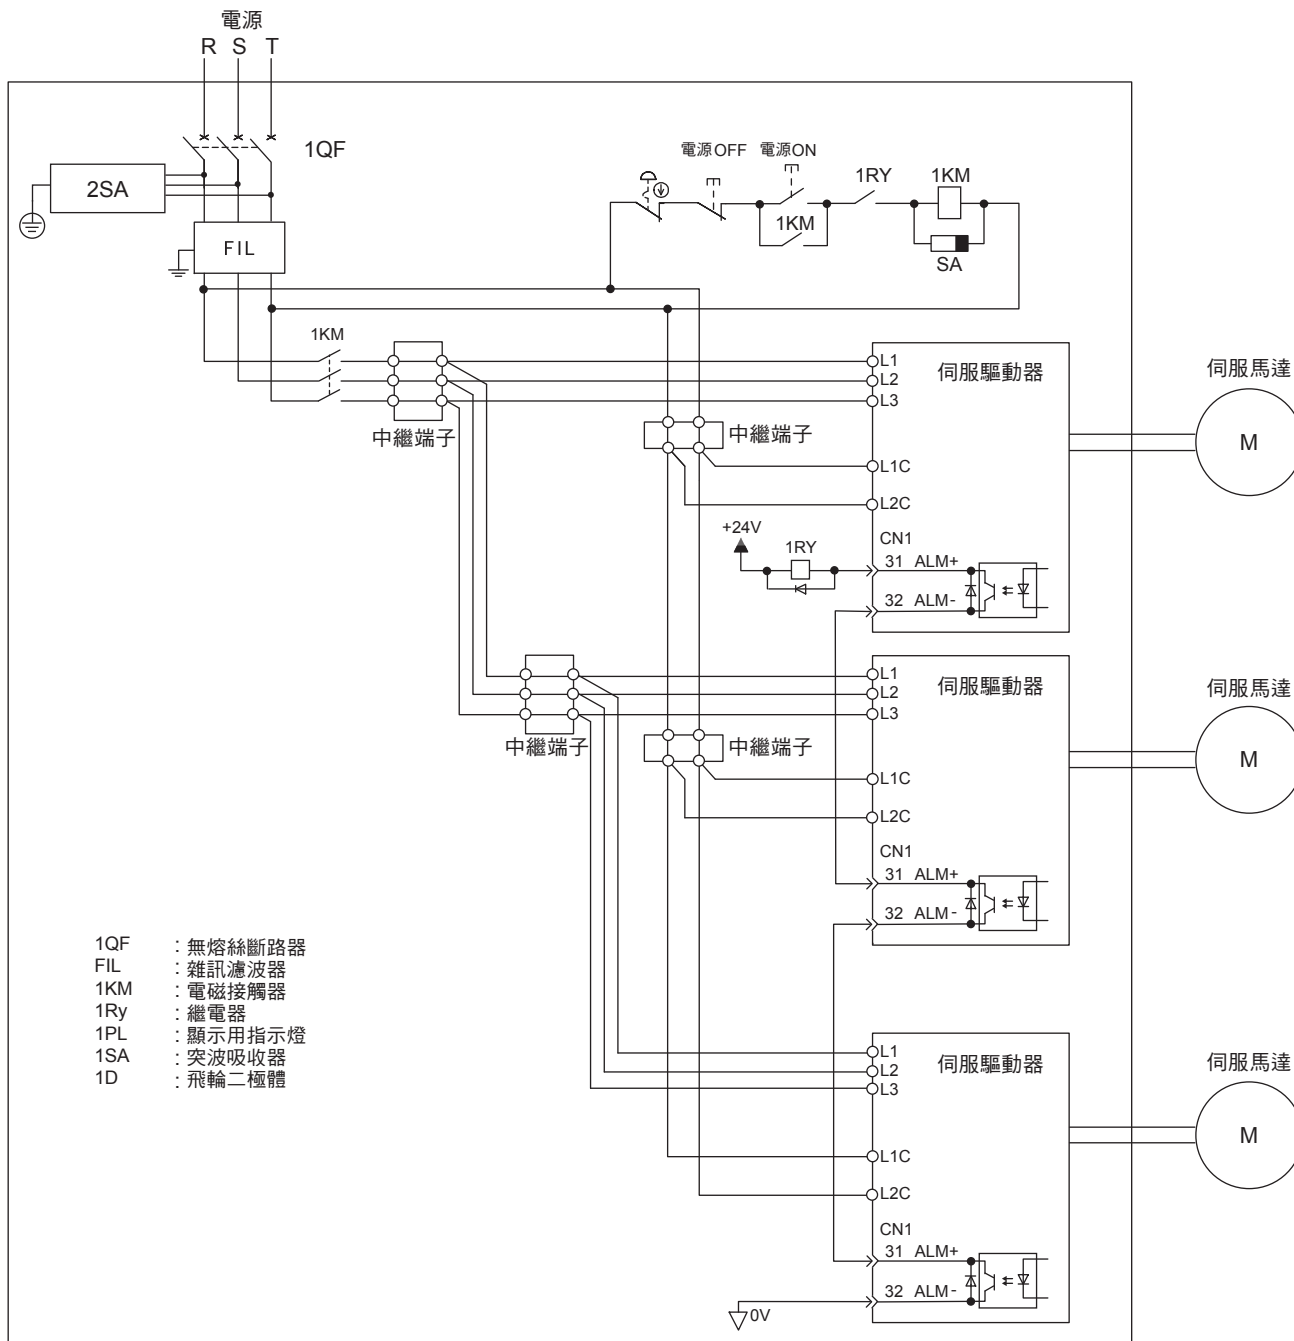 電源
R S T
1QF
2SA
FIL
電源OFF 電源ON 1RY 1KM
1KM
SA
1KM
中繼端子
伺服驅動器
L1
L2
L3
伺服馬達
M
中繼端子
L1C
L2C
+24V
1RY
CN1
31 ALM+
32 ALM-
中繼端子
伺服驅動器
L1
L2
L3
伺服馬達
M
中繼端子
L1C
L2C
CN1
31 ALM+
32 ALM-
1QF : 無熔絲斷路器
FIL : 雜訊濾波器
1KM : 電磁接觸器
1Ry : 繼電器
1PL : 顯示用指示燈
1SA : 突波吸收器
1D : 飛輪二極體
伺服驅動器
L1
L2
L3
伺服馬達
M
L1C
L2C
CN1
31 ALM+
32 ALM-
0V